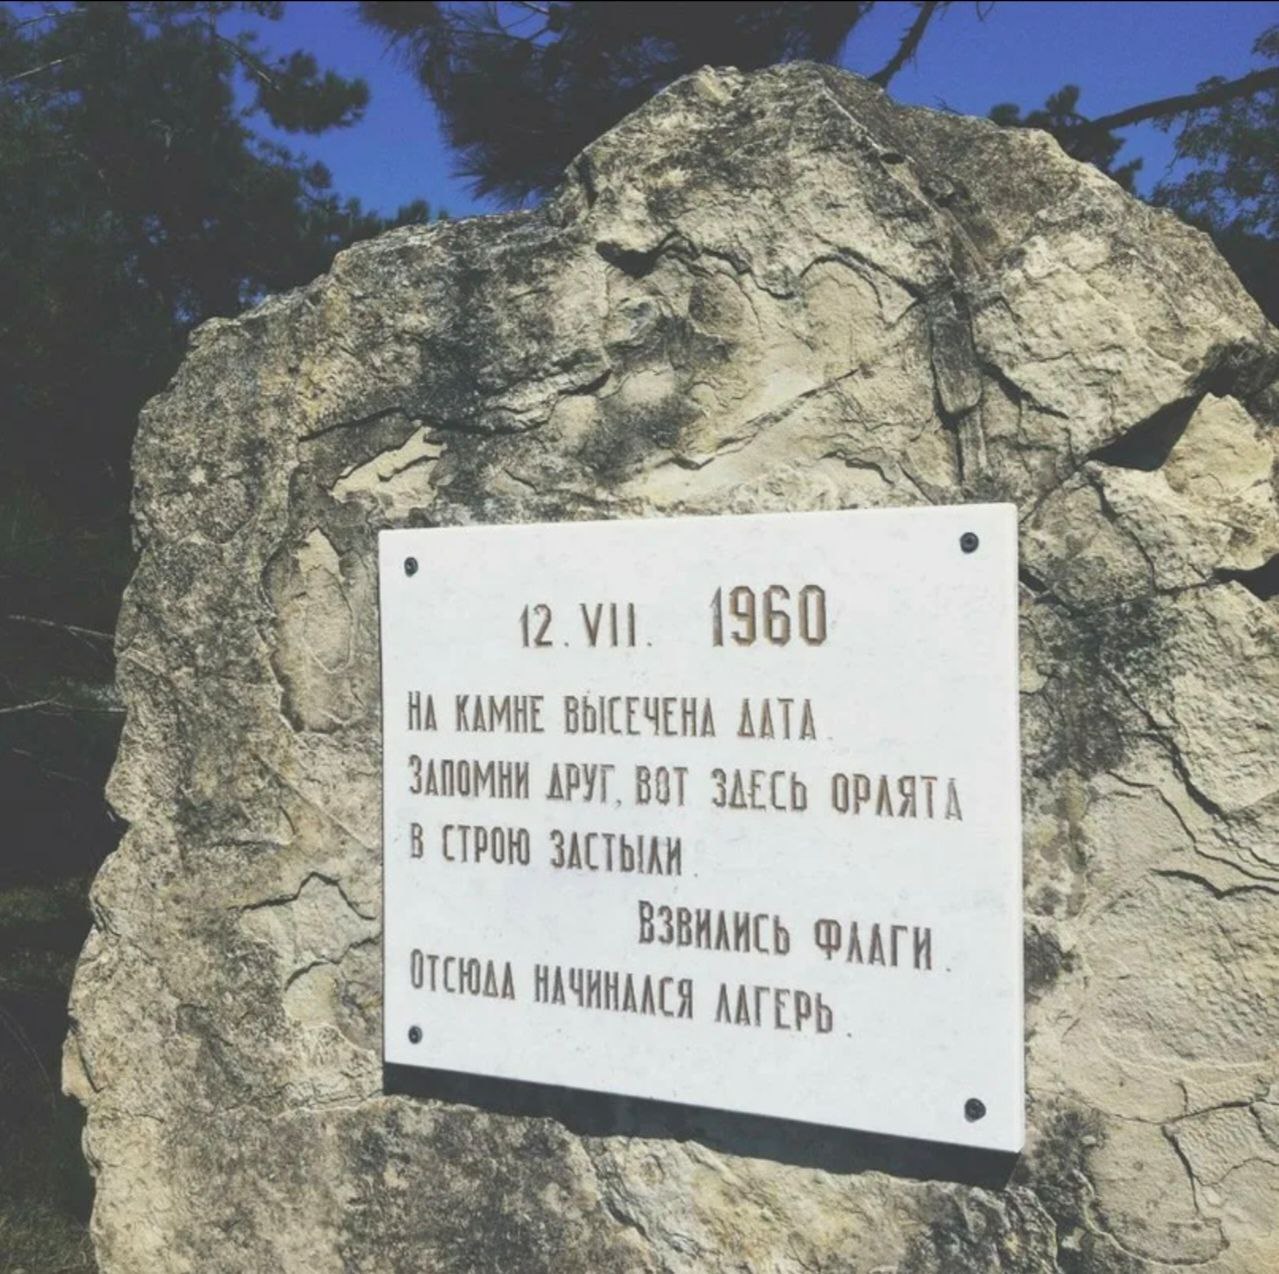 12.VII. 1960
НА КАМНЕ ВЫСЕЧЕНА ДАТА.
ЗАПОМНИ ДРУГ, ВОТ ЗДЕСЬ ОРЛЯТА
В СТРОЮ ЗАСТЫЛИ.
ВЗВИЛИСЬ ФЛАГИ.
ОТСЮДА НАЧИНАЛСЯ ЛАГЕРЬ.